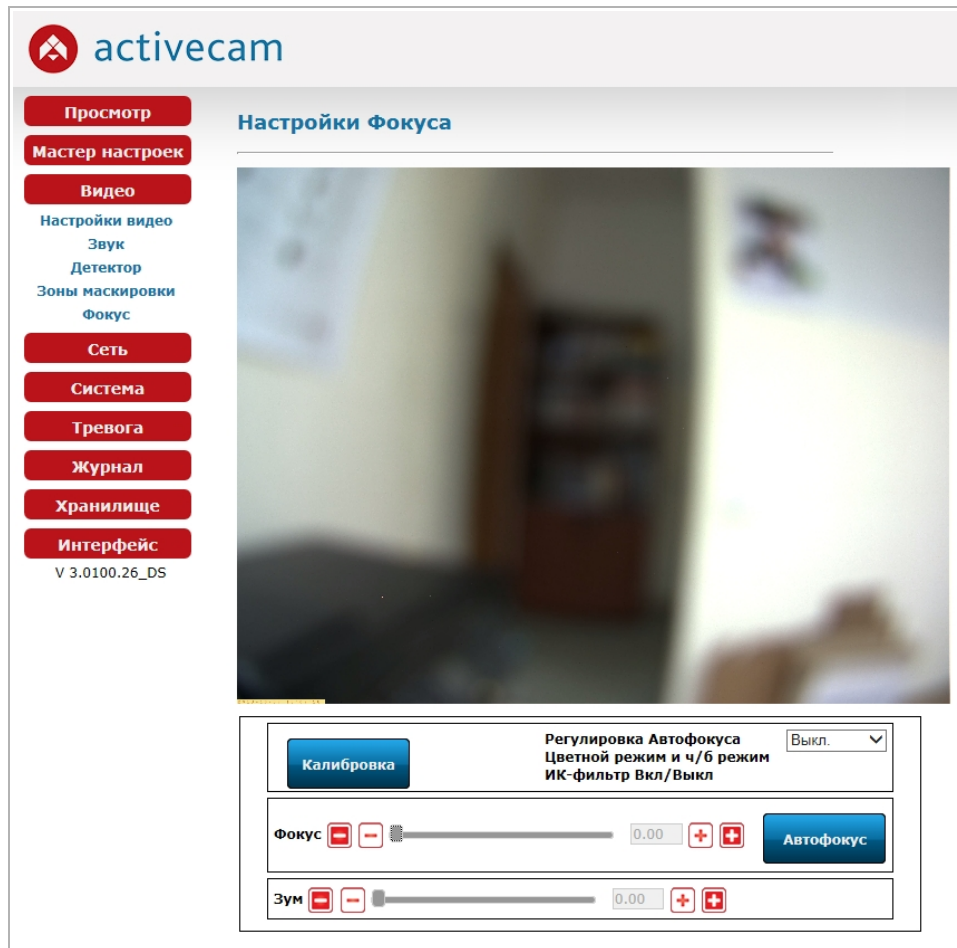 activecam
Просмотр
Мастер настроек
Видео
Настройки видео
Звук
Детектор
Зоны маскировки
Фокус
Сеть
Система
Тревога
Журнал
Хранилище
Интерфейс
V 3.0100.26_DS
Настройки Фокуса
Калибровка
Регулировка Автофокуса
Цветной режим и ч/б режим
ИК-фильтр Вкл/Выкл
Выкл.
Фокус
0.00
Автофокус
Зум
0.00